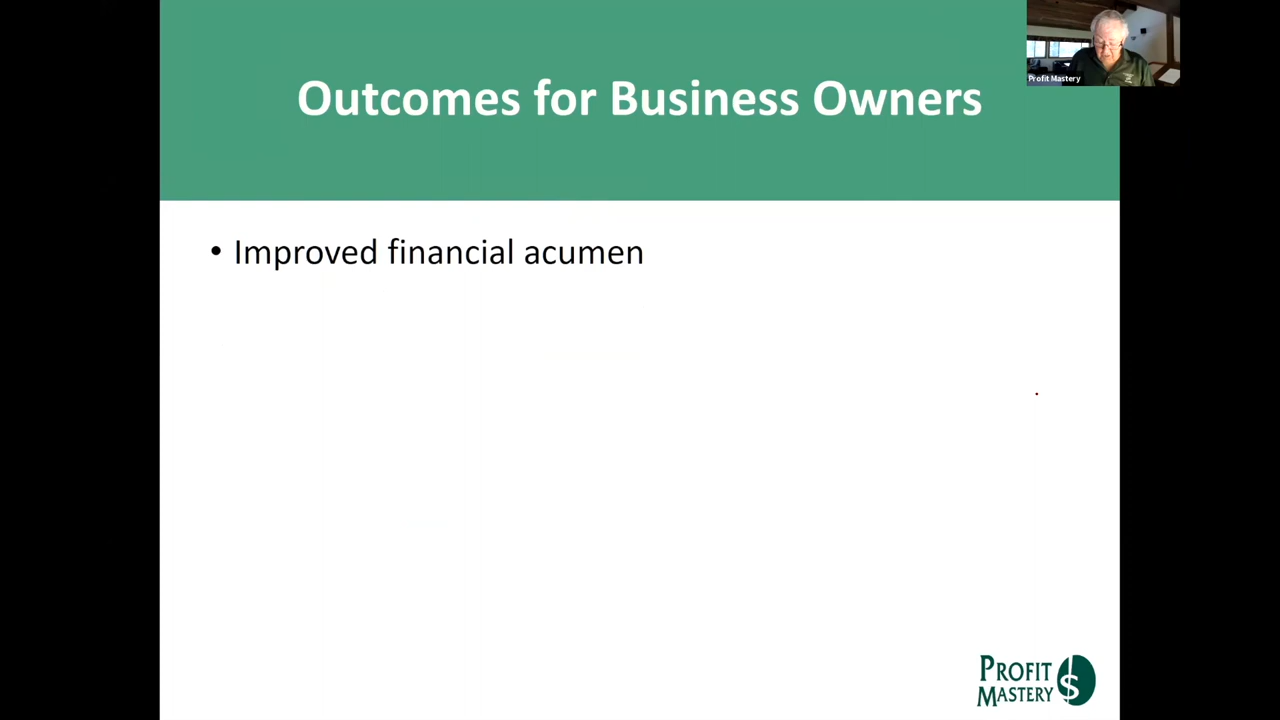 Outcomes for Business Owners
Profit Mastery
• Improved financial acumen
PROFIT
MASTERY
$